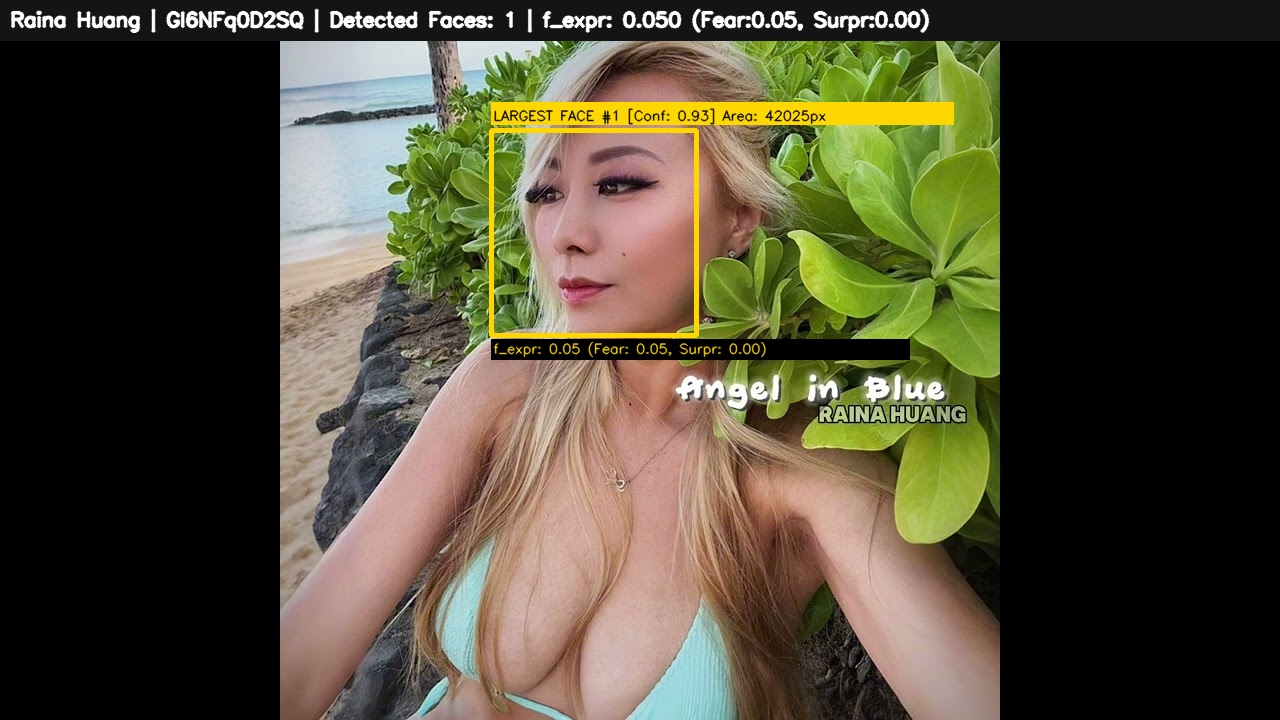 Raina Huang | GI6NFq0D2SQ | Detected Faces: 1 | f_expr: 0.050 (Fear:0.05, Surpr:0.00)
LARGEST FACE #1 [Conf: 0.93] Area: 42025px
f_expr: 0.05 (Fear: 0.05, Surpr: 0.00)
Angel in Blue
RAINA HUANG